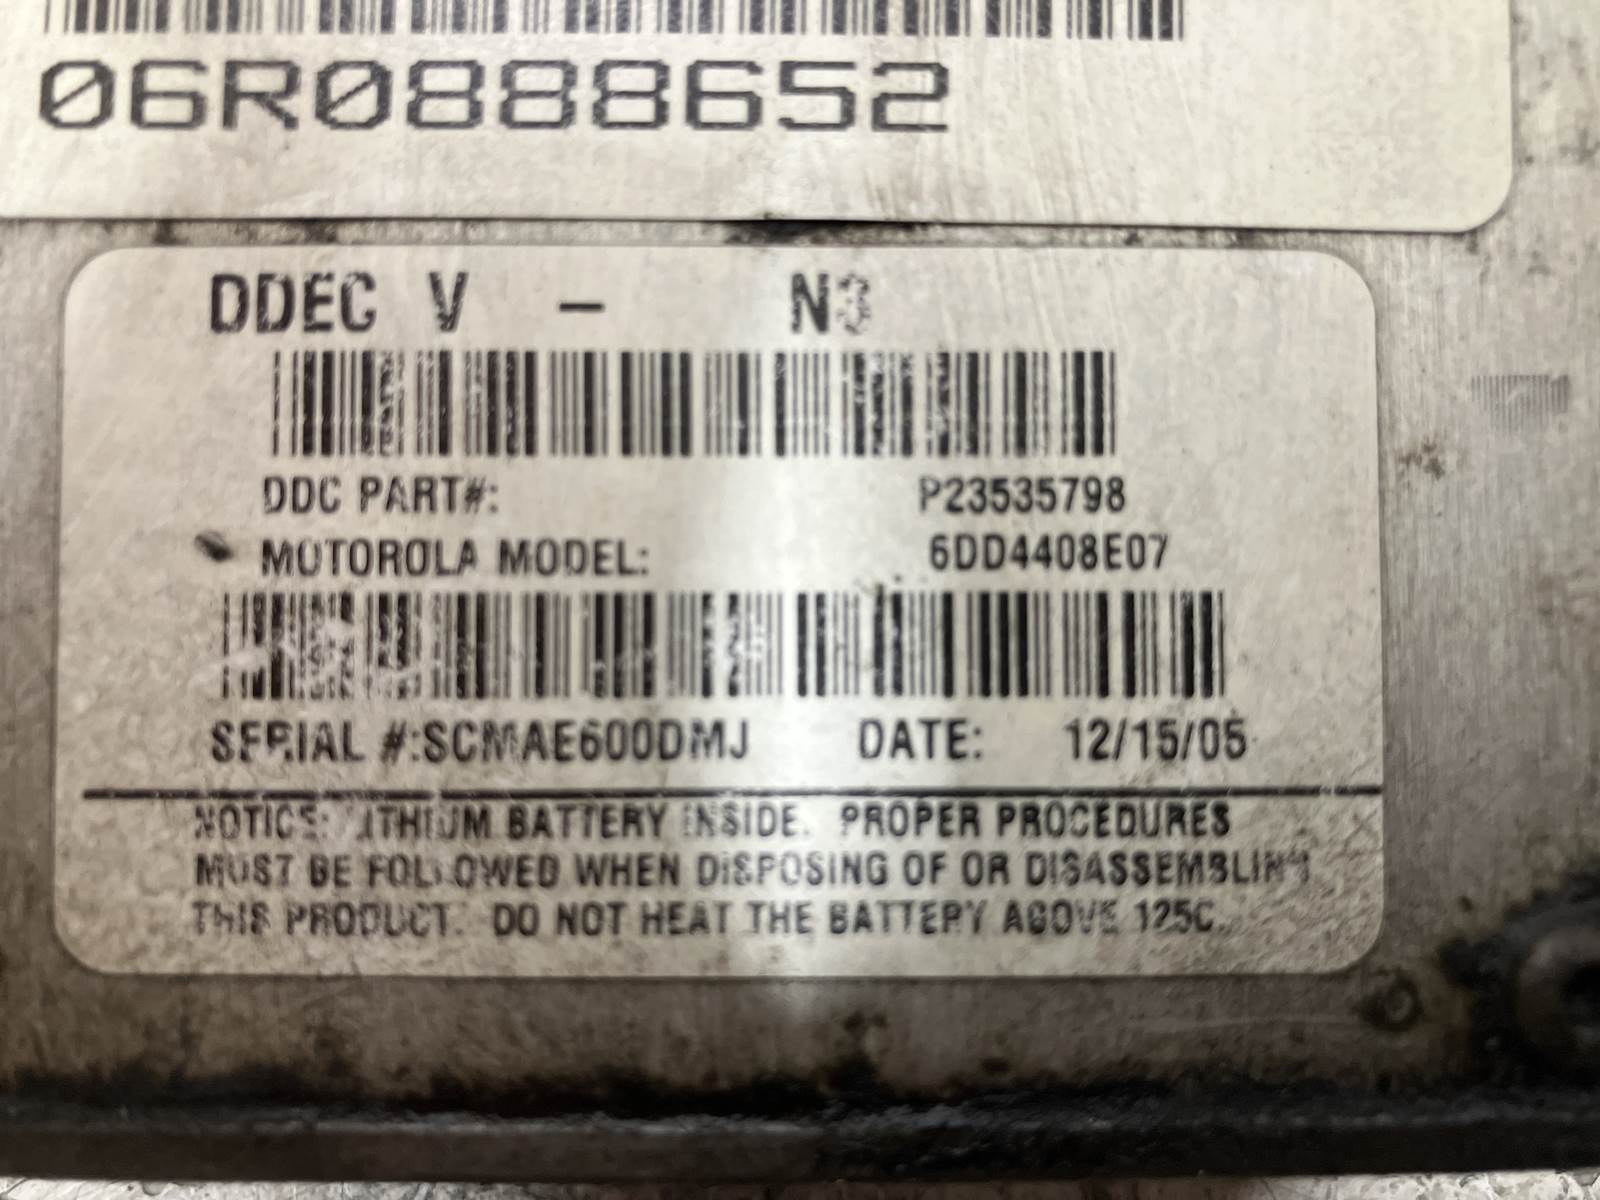 06R0888652
DDEC V -
DDC PART#: P23535798
MOTOROLA MODEL: 6DD4408E07
SERIAL #:SCMAE600DMJ DATE: 12/15/05
NOTICE: LITHIUM BATTERY INSIDE. PROPER PROCEDURES
MUST BE FOLLOWED WHEN DISPOSING OF OR DISASSEMBLING
THIS PRODUCT. DO NOT HEAT THE BATTERY ABOVE 125C.